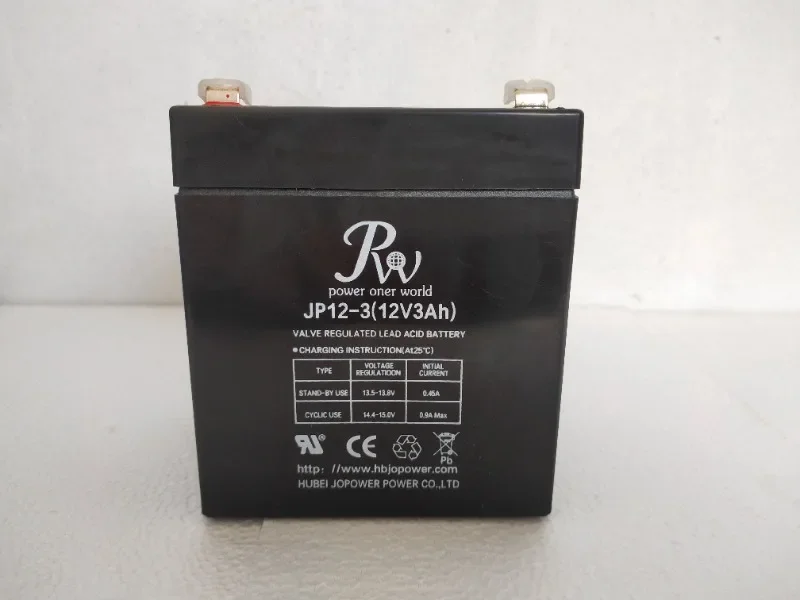 PW
power oner world
JP12-3(12V3Ah)
VALVE REGULATED LEAD ACID BATTERY
●CHARGING INSTRUCTION(At25℃)
TYPE VOLTAGE REGULATIOON INITIAL CURRENT
STAND-BY USE 13.5-13.8V 0.45A
CYCLIC USE 14.4-15.0V 0.9A Max
RU® CE Pb
http://www.hbjopower.com
HUBEI JOPOWER POWER CO.,LTD